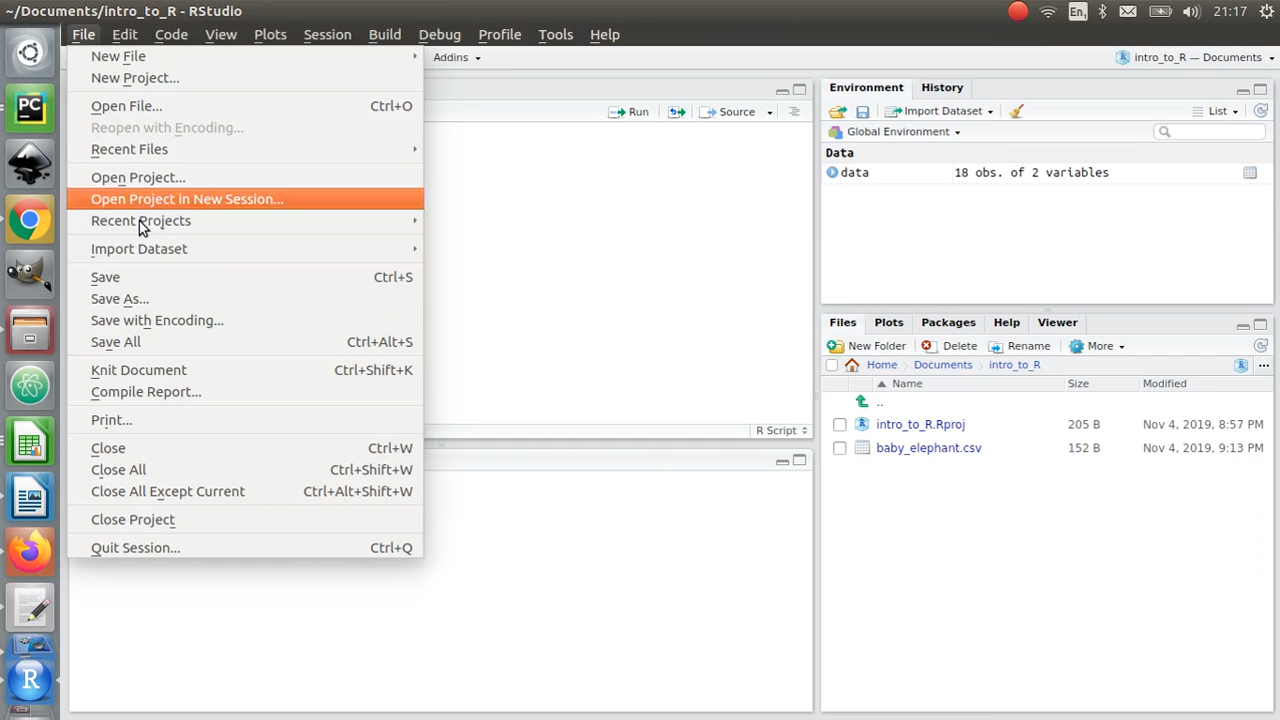 ~/Documents/intro_to_R - RStudio
En1
21:17
File Edit Code View Plots Session Build Debug Profile Tools Help
New File
New Project...
Open File... Ctrl+O
Reopen with Encoding...
Recent Files
Open Project...
Open Project in New Session...
Recent Projects
Import Dataset
Save Ctrl+S
Save As...
Save with Encoding...
Save All Ctrl+Alt+S
Knit Document Ctrl+Shift+K
Compile Report...
Print...
Close Ctrl+W
Close All Ctrl+Shift+W
Close All Except Current Ctrl+Alt+Shift+W
Close Project
Quit Session... Ctrl+Q
Addins
Run Source
R Script
intro_to_R — Documents
Environment History
Import Dataset List
Global Environment
Data
data 18 obs. of 2 variables
Files Plots Packages Help Viewer
New Folder Delete Rename More
Home Documents intro_to_R ...
Name Size Modified
..
intro_to_R.Rproj 205 B Nov 4, 2019, 8:57 PM
baby_elephant.csv 152 B Nov 4, 2019, 9:13 PM
PC
R